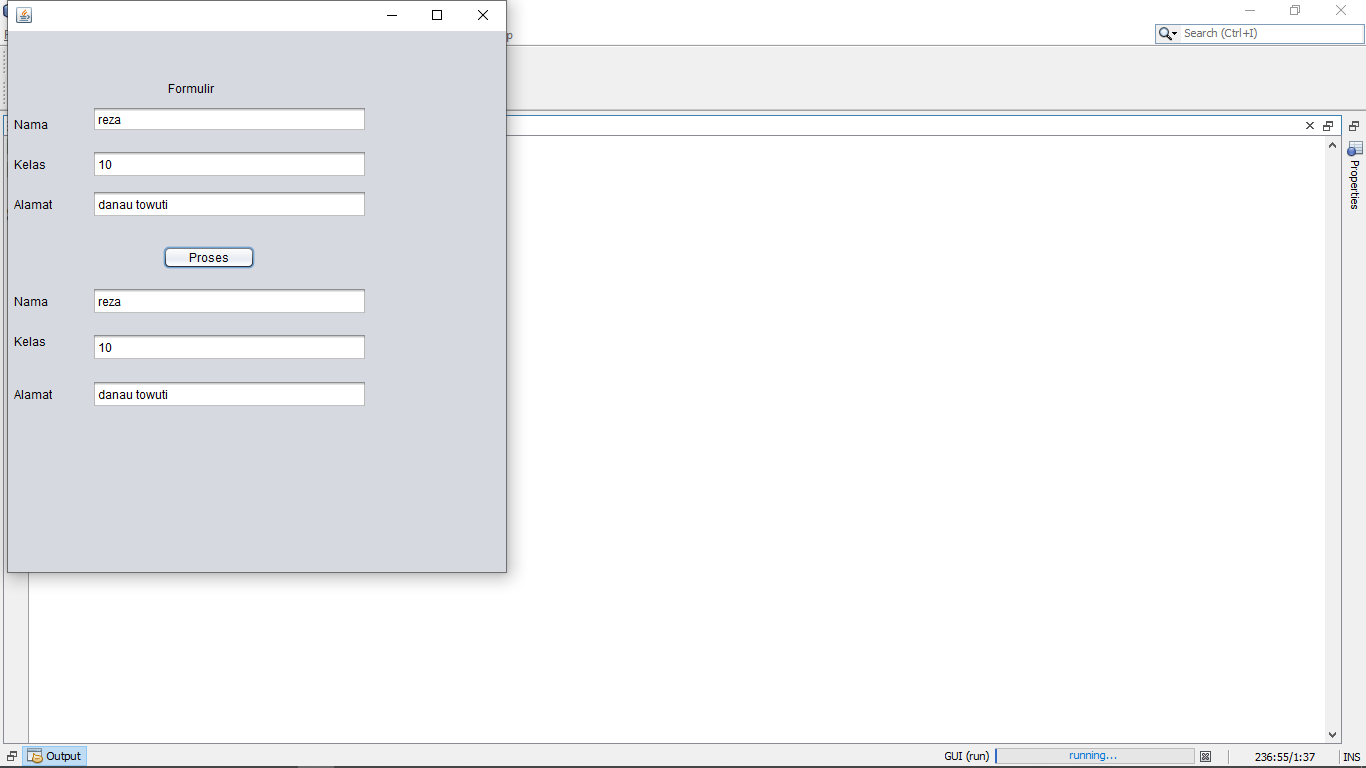 Search (Ctrl+I)
Formulir
Nama reza
Kelas 10
Alamat danau towuti
Proses
Nama reza
Kelas 10
Alamat danau towuti
Properties
Output
GUI (run) running...
236:55/1:37 INS